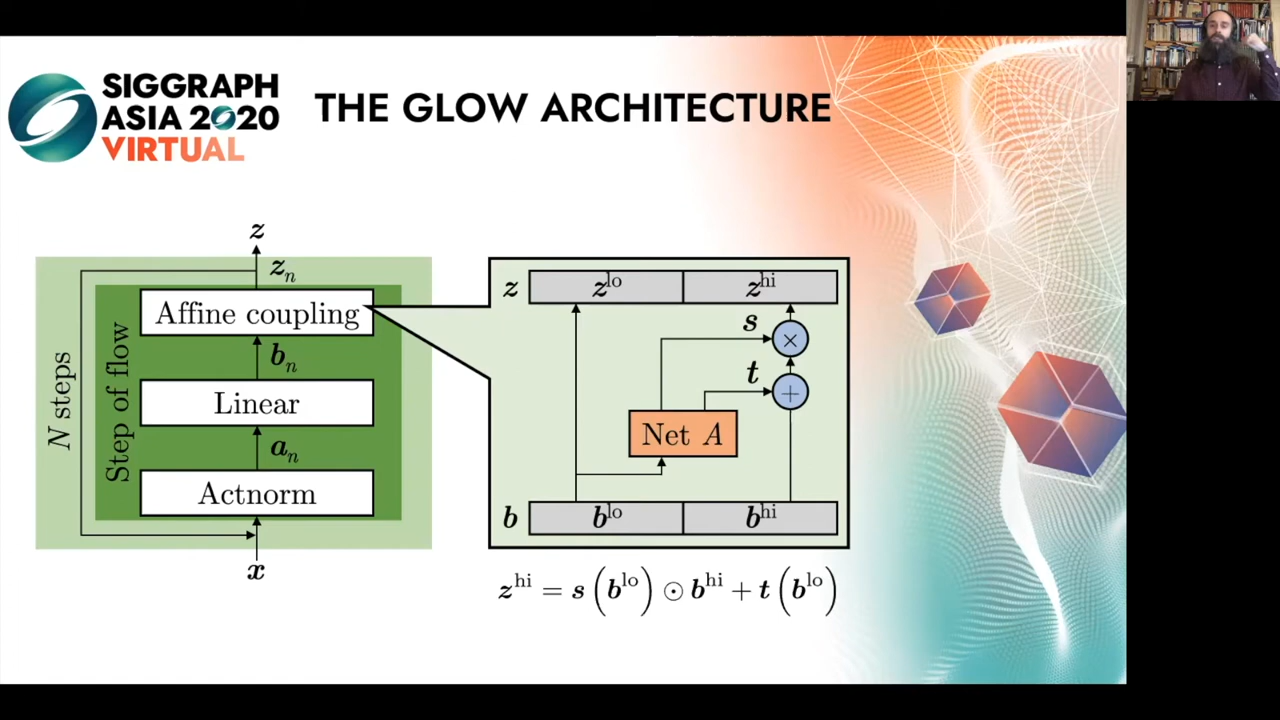 SIGGRAPH
ASIA 2020
VIRTUAL
THE GLOW ARCHITECTURE
z
z_n
Affine coupling
b_n
Linear
a_n
Actnorm
x
N steps
Step of flow
z
z^lo
z^hi
s
×
t
+
Net A
b
b^lo
b^hi
z^hi = s (b^lo) ⊙ b^hi + t (b^lo)